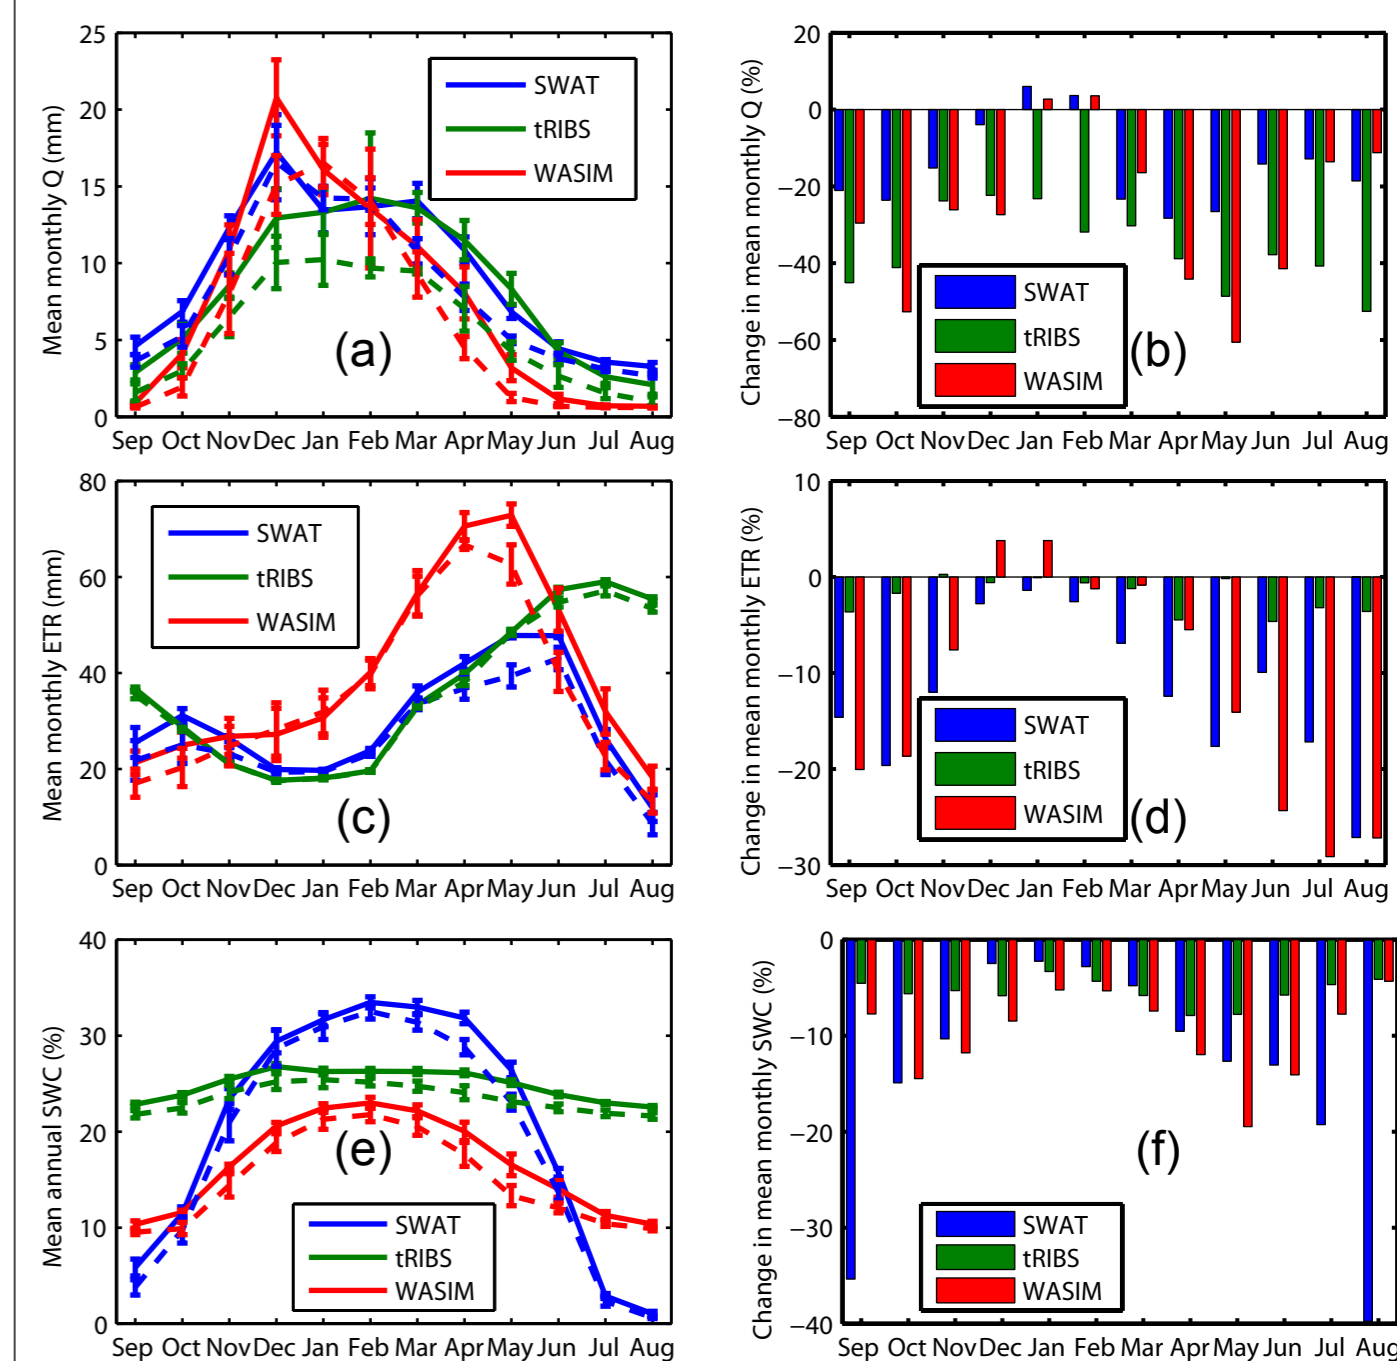 25
20
15
10
5
0
Mean monthly Q (mm)
SWAT
tRIBS
WASIM
(a)
Sep Oct Nov Dec Jan Feb Mar Apr May Jun Jul Aug
20
0
−20
−40
−60
−80
Change in mean monthly Q (%)
SWAT
tRIBS
WASIM
(b)
Sep Oct Nov Dec Jan Feb Mar Apr May Jun Jul Aug
80
60
40
20
0
Mean monthly ETR (mm)
SWAT
tRIBS
WASIM
(c)
Sep Oct Nov Dec Jan Feb Mar Apr May Jun Jul Aug
10
0
−10
−20
−30
Change in mean monthly ETR (%)
SWAT
tRIBS
WASIM
(d)
Sep Oct Nov Dec Jan Feb Mar Apr May Jun Jul Aug
40
30
20
10
0
Mean annual SWC (%)
(e)
SWAT
tRIBS
WASIM
Sep Oct Nov Dec Jan Feb Mar Apr May Jun Jul Aug
0
−10
−20
−30
−40
Change in mean monthly SWC (%)
(f)
SWAT
tRIBS
WASIM
Sep Oct Nov Dec Jan Feb Mar Apr May Jun Jul Aug